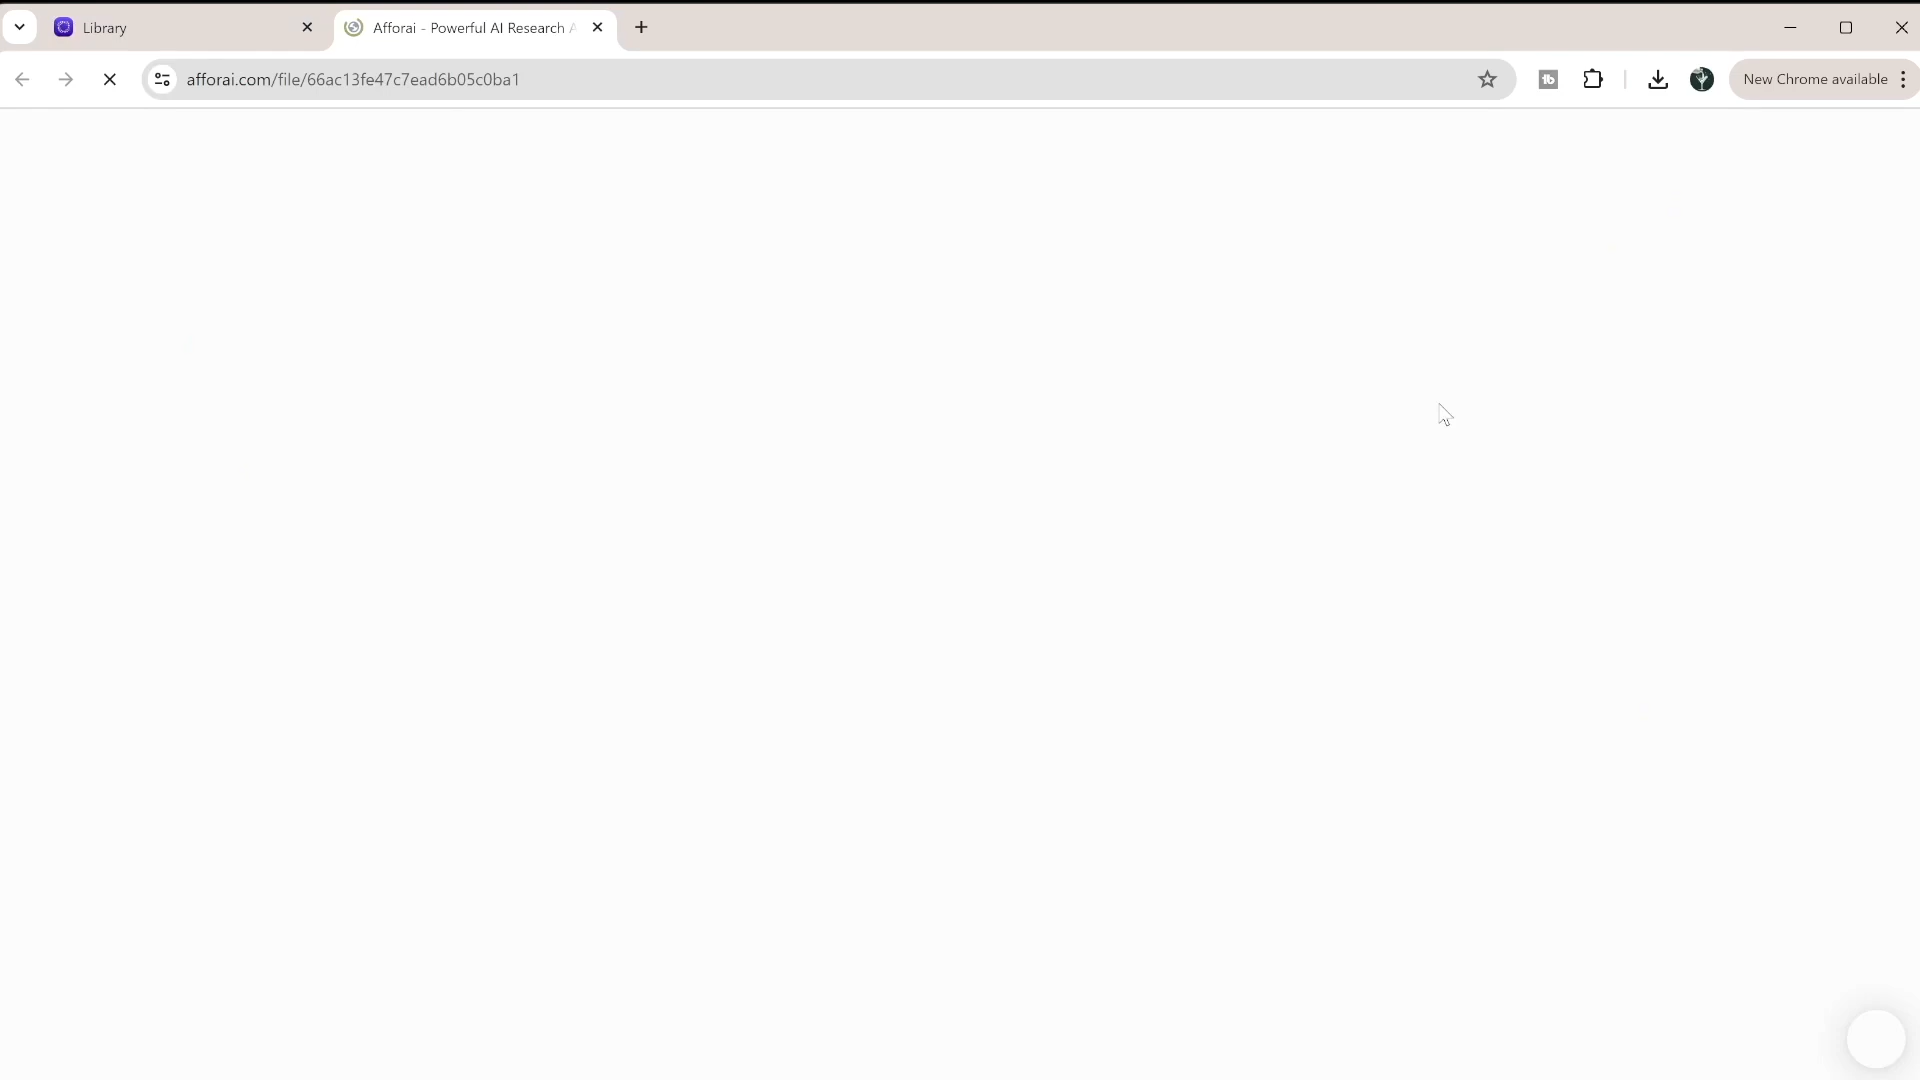 Library
Afforai - Powerful AI Research A
afforai.com/file/66ac13fe47c7ead6b05c0ba1
New Chrome available